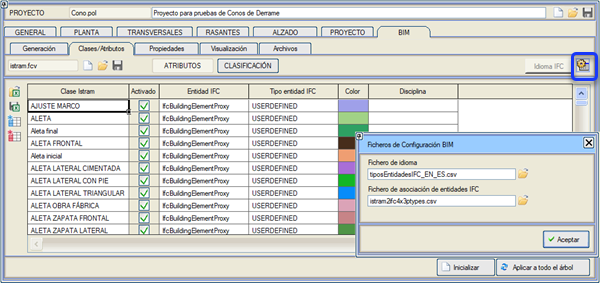 PROYECTO Cono.pol Proyecto para pruebas de Conos de Derrame
GENERAL PLANTA TRANSVERSALES RASANTES ALZADO PROYECTO BIM
Generación Clases/Atributos Propiedades Visualización Archivos
istram.fcv ATRIBUTOS CLASIFICACIÓN Idioma IFC
Clase Istram Activado Entidad IFC Tipo entidad IFC Color Disciplina
AJUSTE MARCO IfcBuildingElementProxy USERDEFINED
ALETA IfcBuildingElementProxy USERDEFINED
Aleta final IfcBuildingElementProxy USERDEFINED
ALETA FRONTAL IfcBuildingElementProxy USERDEFINED
Aleta inicial IfcBuildingElementProxy USERDEFINED
ALETA LATERAL CIMENTADA IfcBuildingElementProxy USERDEFINED
ALETA LATERAL CON PIE IfcBuildingElementProxy USERDEFINED
ALETA LATERAL TRIANGULAR IfcBuildingElementProxy USERDEFINED
ALETA OBRA FÁBRICA IfcBuildingElementProxy USERDEFINED
ALETA ZAPATA FRONTAL IfcBuildingElementProxy USERDEFINED
ALETA ZAPATA LATERAL IfcBuildingElementProxy USERDEFINED
Ficheros de Configuración BIM
Fichero de idioma
tiposEntidadesIFC_EN_ES.csv
Fichero de asociación de entidades IFC
istram2ifc4x3ptypes.csv
Aceptar
Inicializar Aplicar a todo el árbol